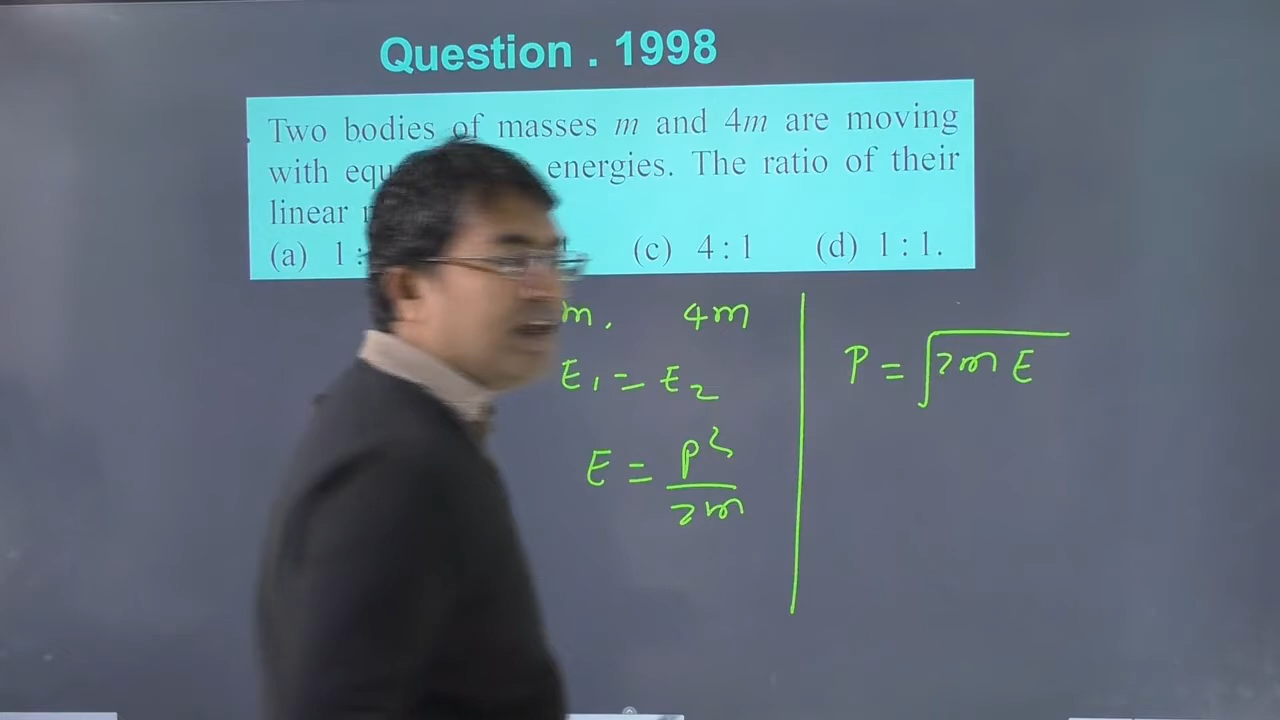 Question . 1998
Two bodies of masses m and 4m are moving
with energies. The ratio of their
linear
(a) 1 : (c) 4 : 1 (d) 1 : 1.
m, 4m
E₁ = E₂
E = p²/2m
P = √2mE